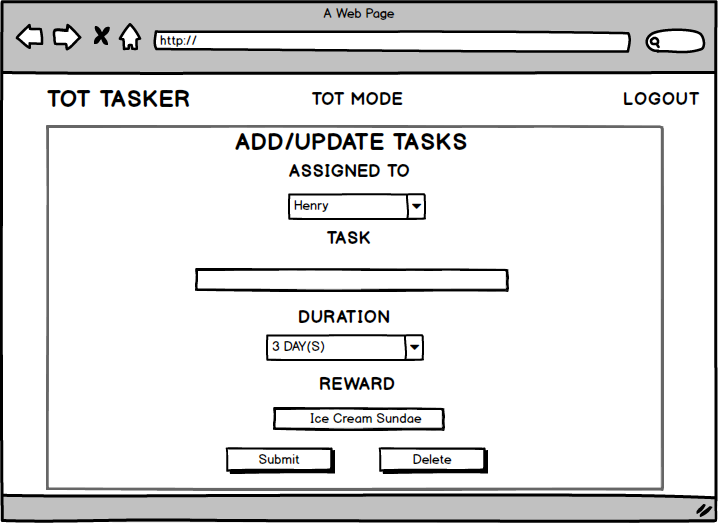 A Web Page
http://
TOT TASKER TOT MODE LOGOUT
ADD/UPDATE TASKS
ASSIGNED TO
Henry
TASK
DURATION
3 DAY(S)
REWARD
Ice Cream Sundae
Submit Delete